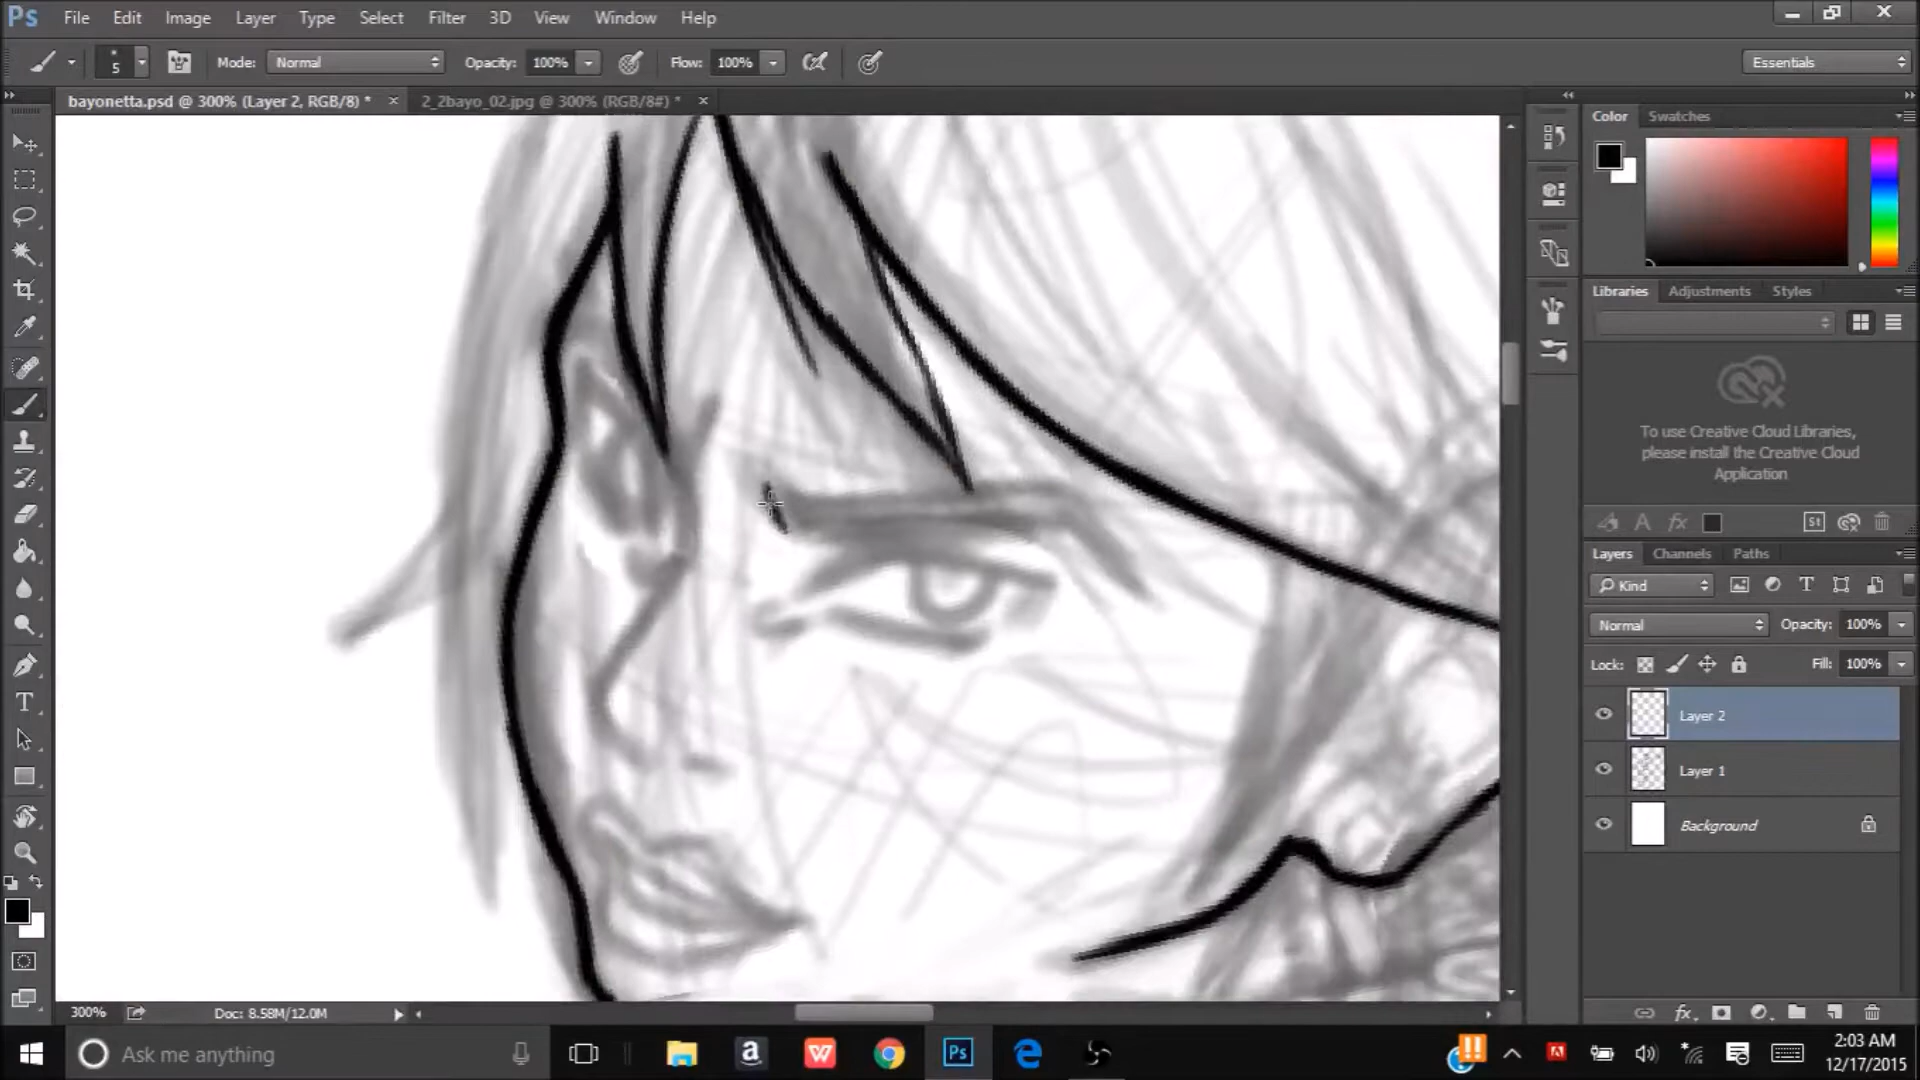 Ps File Edit Image Layer Type Select Filter 3D View Window Help
5 Mode: Normal Opacity: 100% Flow: 100% Essentials
bayonetta.psd @ 300% (Layer 2, RGB/8) * × 2_2bayo_02.jpg @ 300% (RGB/8#) * ×
Color Swatches
Libraries Adjustments Styles
To use Creative Cloud Libraries,
please install the Creative Cloud
Application
St
Layers Channels Paths
Kind
Normal Opacity: 100%
Lock: Fill: 100%
Layer 2
Layer 1
Background
300% Doc: 8.58M/12.0M
Ask me anything
Ps
2:03 AM
12/17/2015